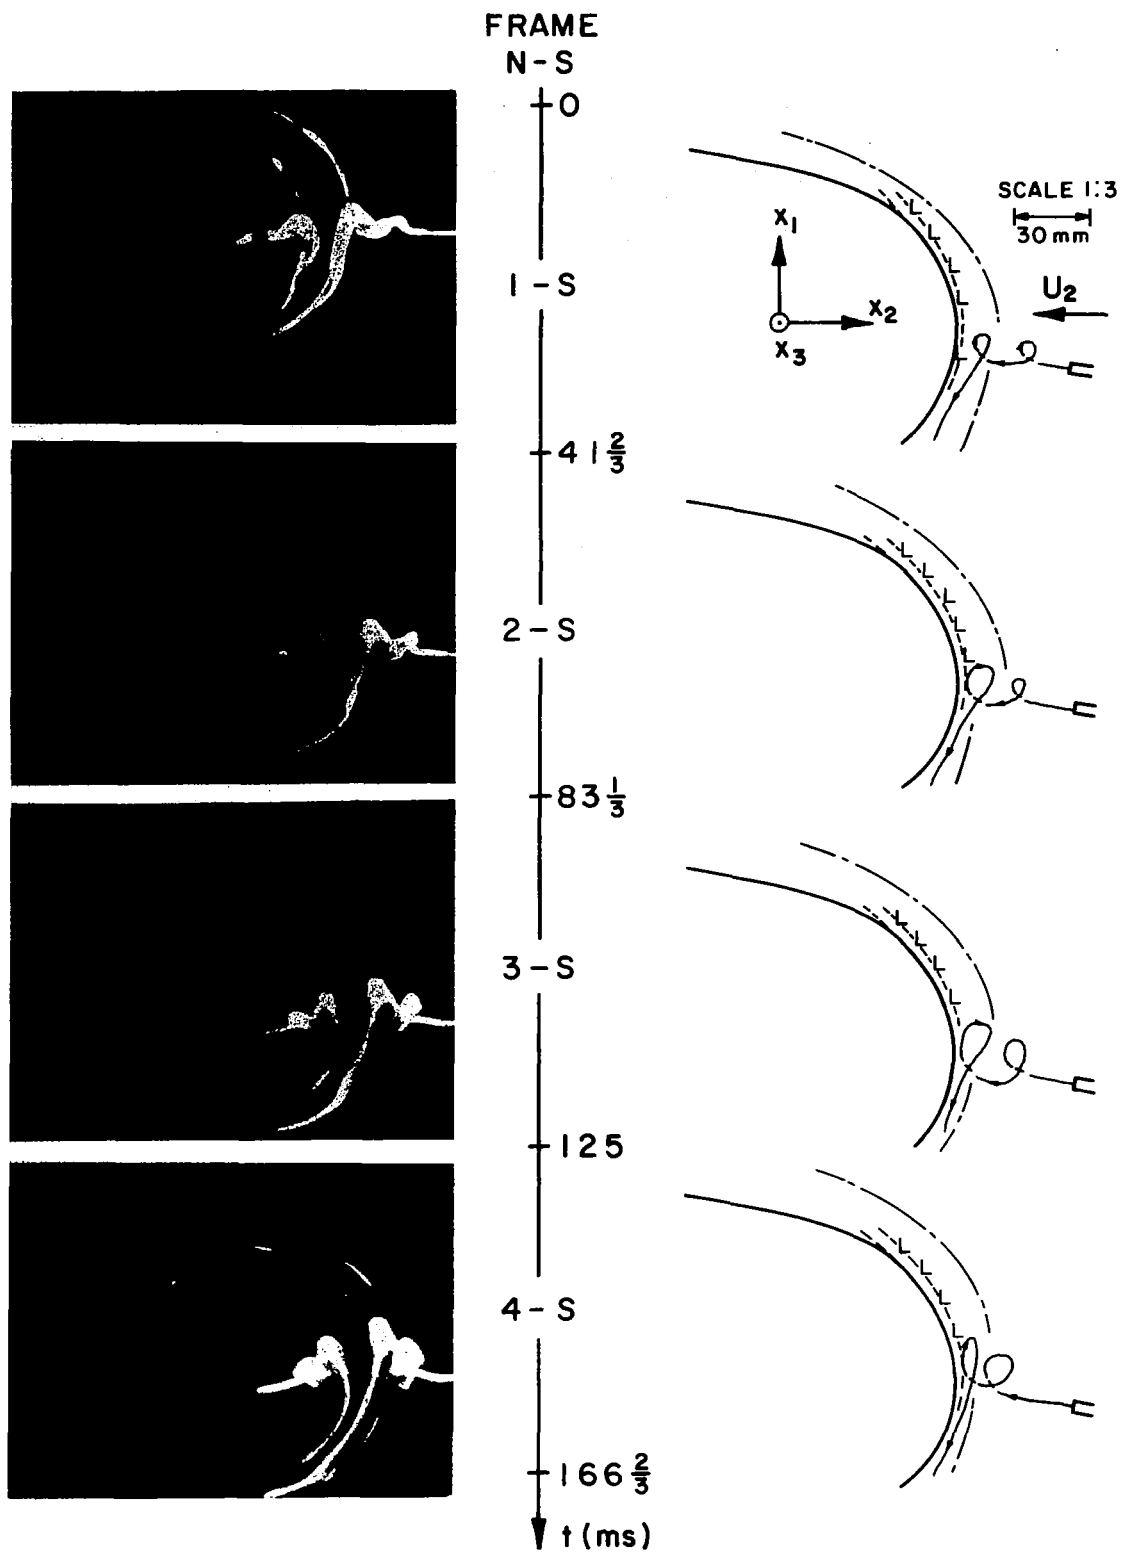 FRAME
N-S
0
SCALE 1:3
30 mm
x₁
x₂
x₃
U₂
1-S
41 2/3
2-S
83 1/3
3-S
125
4-S
166 2/3
t (ms)